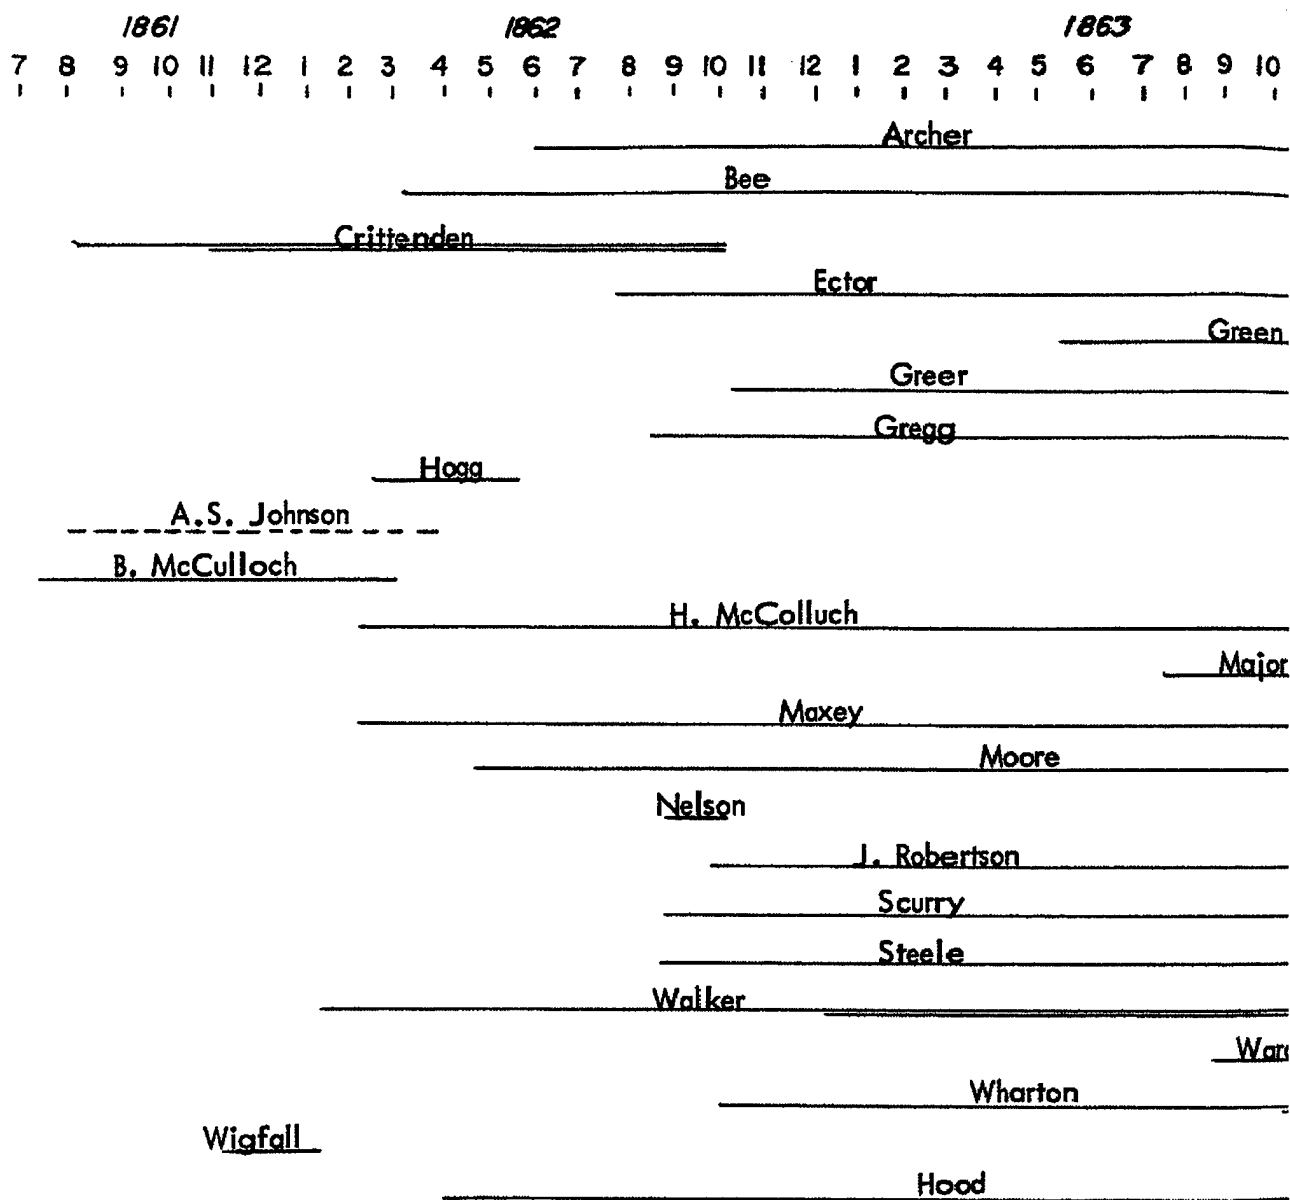 1861 1862 1863
7 8 9 10 11 12 1 2 3 4 5 6 7 8 9 10 11 12 1 2 3 4 5 6 7 8 9 10
Archer
Bee
Crittenden
Ector
Green
Greer
Gregg
Hogg
A.S. Johnson
B. McCulloch
H. McColluch
Major
Maxey
Moore
Nelson
J. Robertson
Scurry
Steele
Walker
Wharton
Wigfall
Hood